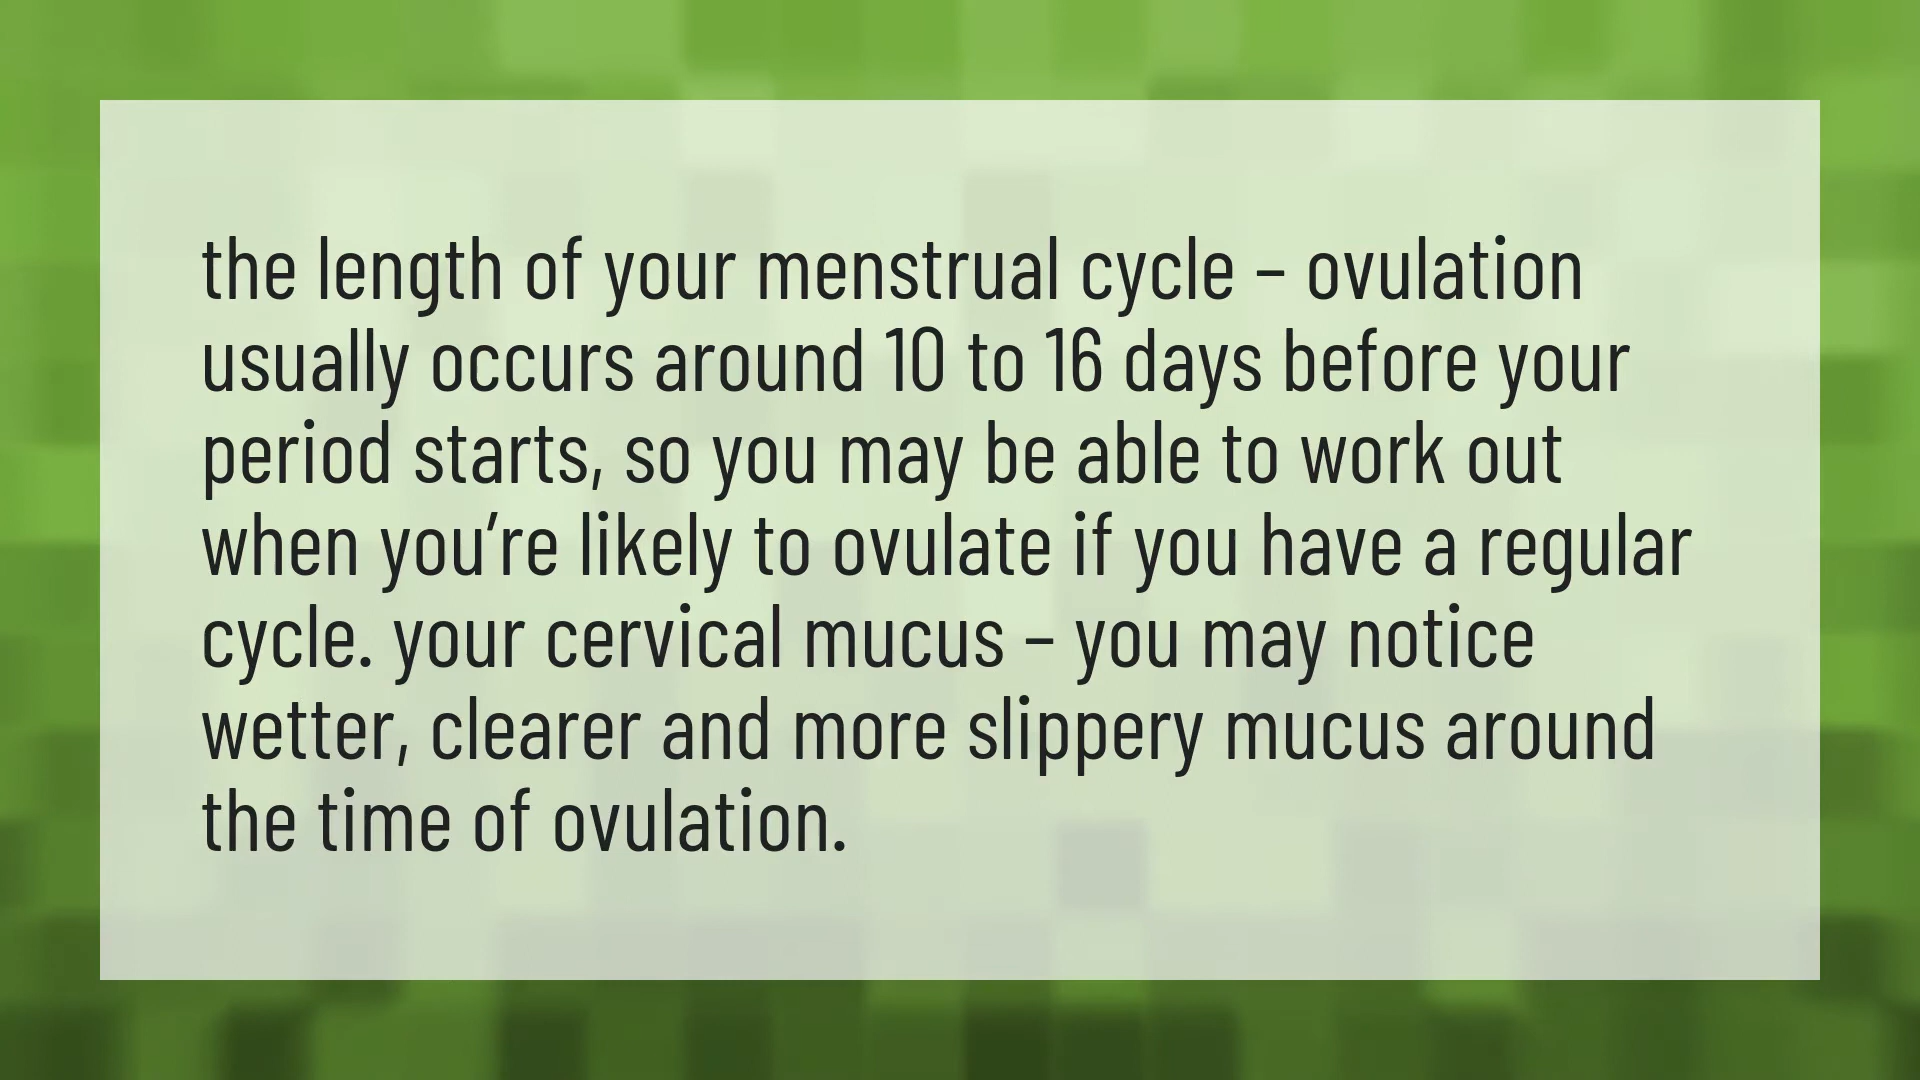 the length of your menstrual cycle – ovulation
usually occurs around 10 to 16 days before your
period starts, so you may be able to work out
when you’re likely to ovulate if you have a regular
cycle. your cervical mucus – you may notice
wetter, clearer and more slippery mucus around
the time of ovulation.